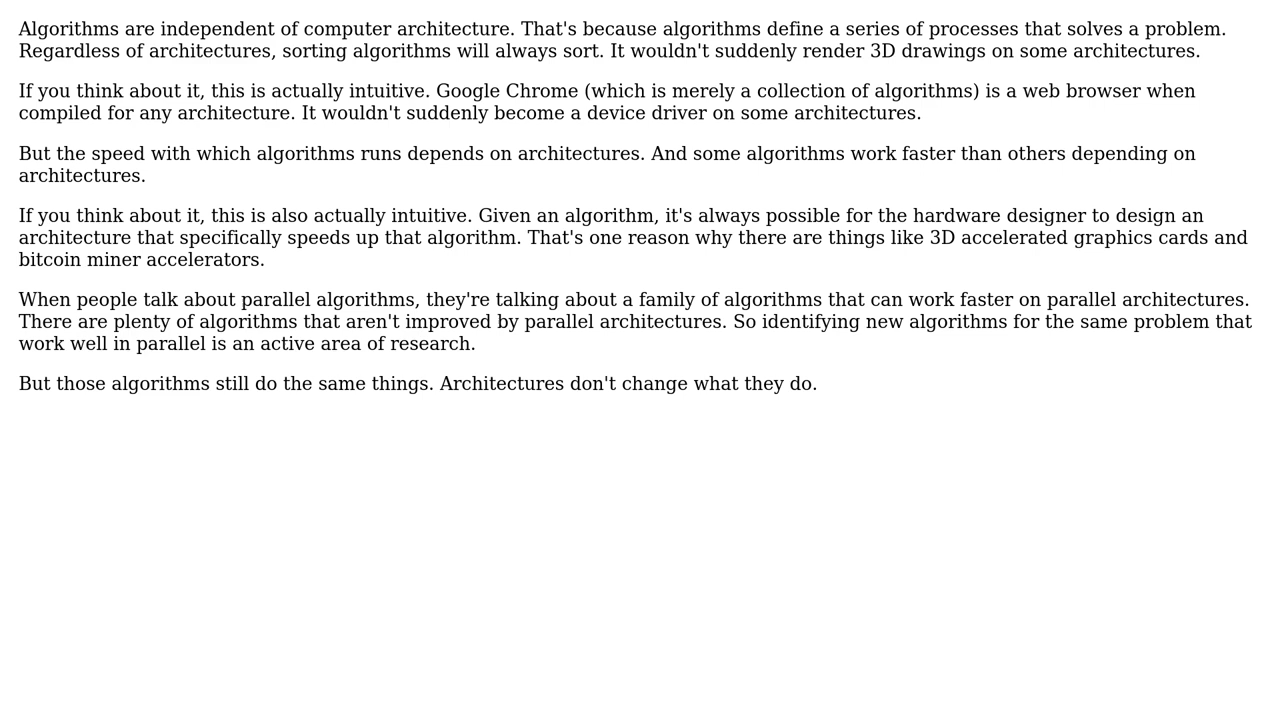 Algorithms are independent of computer architecture. That's because algorithms define a series of processes that solves a problem.
Regardless of architectures, sorting algorithms will always sort. It wouldn't suddenly render 3D drawings on some architectures.
If you think about it, this is actually intuitive. Google Chrome (which is merely a collection of algorithms) is a web browser when
compiled for any architecture. It wouldn't suddenly become a device driver on some architectures.
But the speed with which algorithms runs depends on architectures. And some algorithms work faster than others depending on
architectures.
If you think about it, this is also actually intuitive. Given an algorithm, it's always possible for the hardware designer to design an
architecture that specifically speeds up that algorithm. That's one reason why there are things like 3D accelerated graphics cards and
bitcoin miner accelerators.
When people talk about parallel algorithms, they're talking about a family of algorithms that can work faster on parallel architectures.
There are plenty of algorithms that aren't improved by parallel architectures. So identifying new algorithms for the same problem that
work well in parallel is an active area of research.
But those algorithms still do the same things. Architectures don't change what they do.